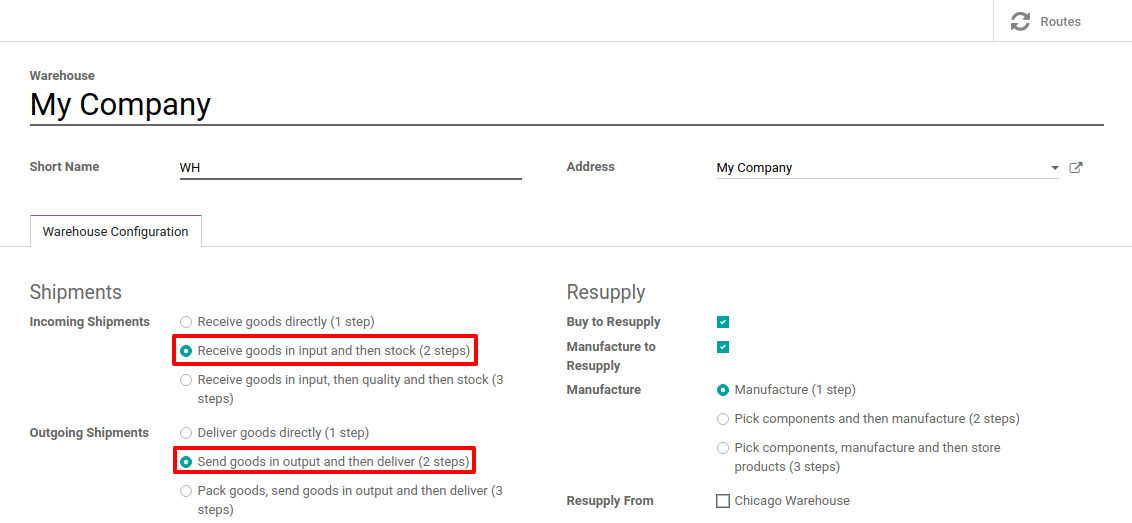 Routes
Warehouse
My Company
Short Name
WH
Address
My Company
Warehouse Configuration
Shipments
Incoming Shipments
Receive goods directly (1 step)
Receive goods in input and then stock (2 steps)
Receive goods in input, then quality and then stock (3
steps)
Outgoing Shipments
Deliver goods directly (1 step)
Send goods in output and then deliver (2 steps)
Pack goods, send goods in output and then deliver (3
steps)
Resupply
Buy to Resupply
Manufacture to
Resupply
Manufacture
Manufacture (1 step)
Pick components and then manufacture (2 steps)
Pick components, manufacture and then store
products (3 steps)
Resupply From
Chicago Warehouse